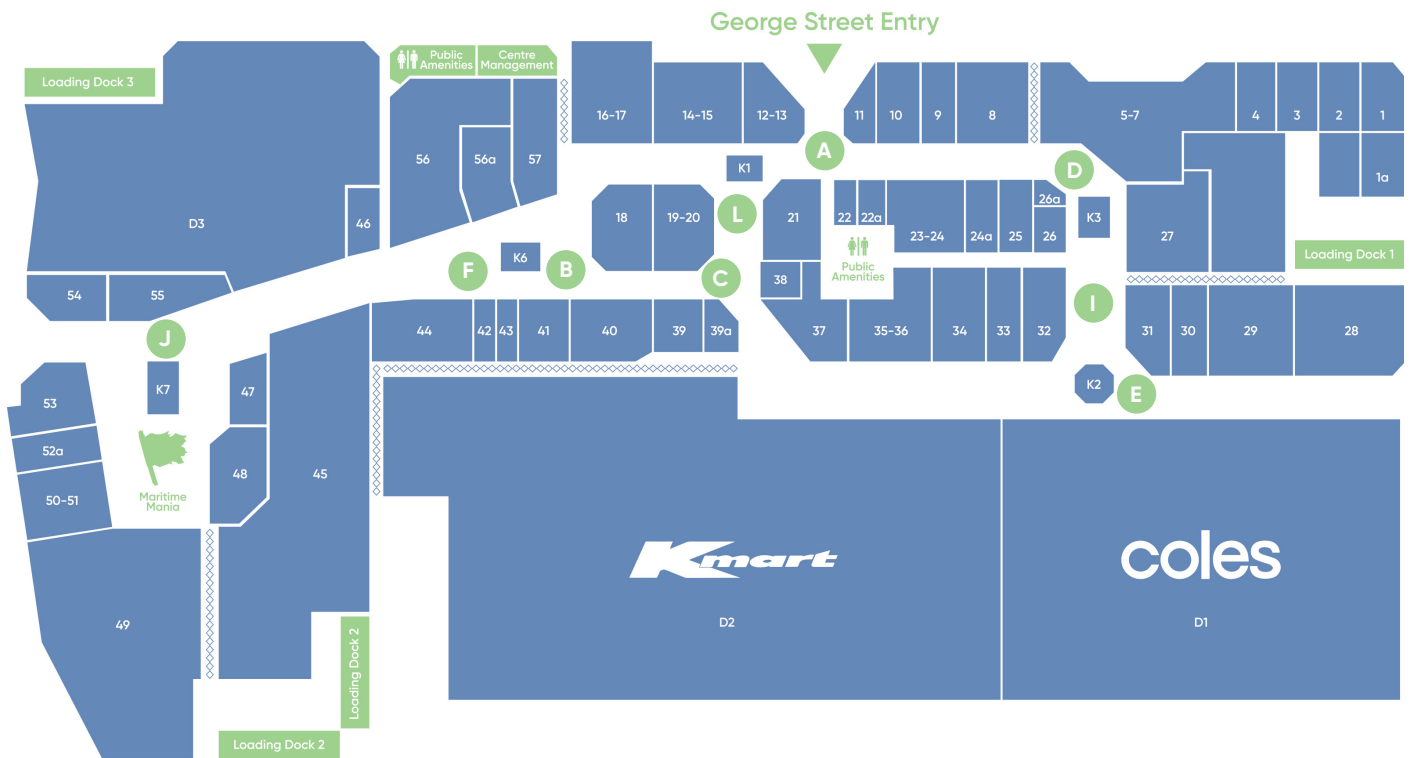 George Street Entry
Public
Amenities
Centre
Management
Loading Dock 3
16-17
14-15
12-13
11
10
9
8
5-7
4
3
2
1
1a
A
D
K1
K3
L
56
56a
57
D3
46
18
19-20
21
22
22a
23-24
24a
25
26a
26
27
Public
Amenities
Loading Dock 1
F
K6
B
C
38
I
54
55
J
44
42
43
41
40
39
39a
37
35-36
34
33
32
31
30
29
28
K7
K2
E
53
52a
50-51
47
48
45
Maritime
Mania
Kmart
coles
49
D2
D1
Loading Dock 2
Loading Dock 2